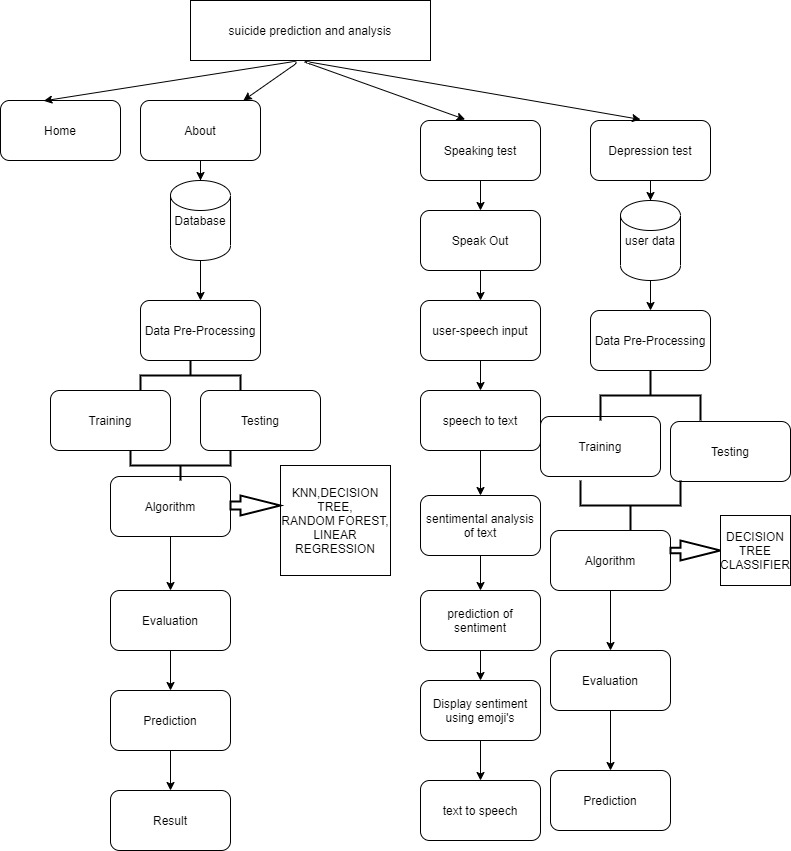 suicide prediction and analysis
Home
About
Speaking test
Depression test
Database
Speak Out
user data
Data Pre-Processing
user-speech input
Data Pre-Processing
Training
Testing
speech to text
Training
Testing
Algorithm
KNN,DECISION
TREE,
RANDOM FOREST,
LINEAR
REGRESSION
sentimental analysis
of text
Algorithm
DECISION
TREE
CLASSIFIER
Evaluation
prediction of
sentiment
Evaluation
Prediction
Display sentiment
using emoji's
Result
text to speech
Prediction